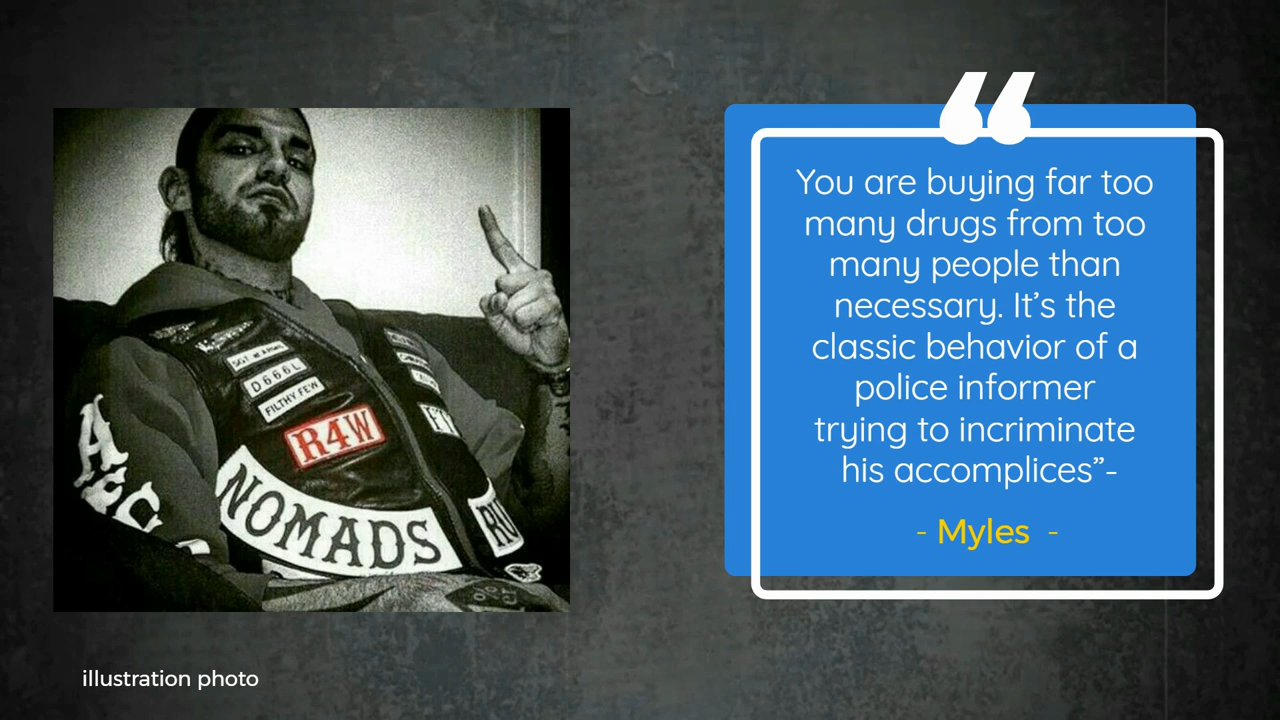 You are buying far too
many drugs from too
many people than
necessary. It’s the
classic behavior of a
police informer
trying to incriminate
his accomplices”-
- Myles -
SGT
D666L
FILTHY FEW
R4W
NOMADS
illustration photo